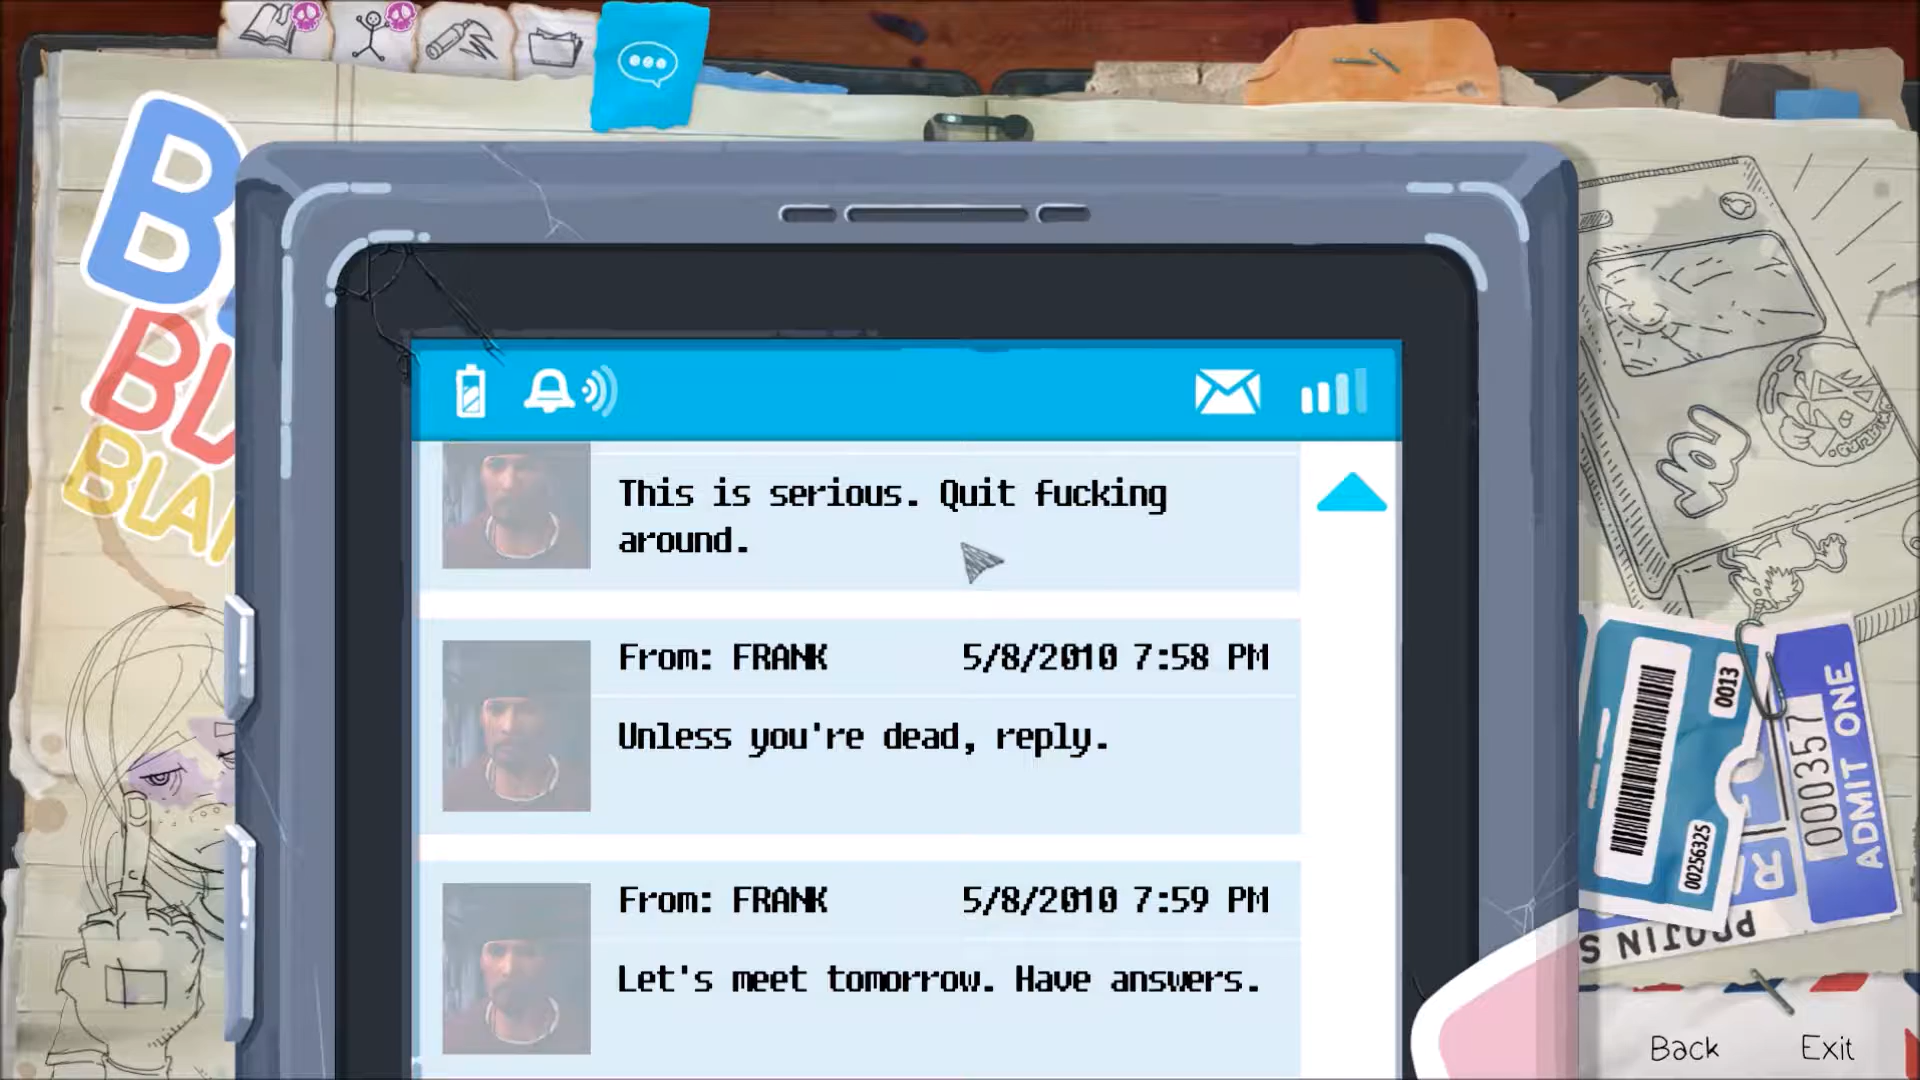 This is serious. Quit fucking
around.
From: FRANK 5/8/2010 7:58 PM
Unless you're dead, reply.
From: FRANK 5/8/2010 7:59 PM
Let's meet tomorrow. Have answers.
0013
00256325
000357
ADMIT ONE
Back Exit